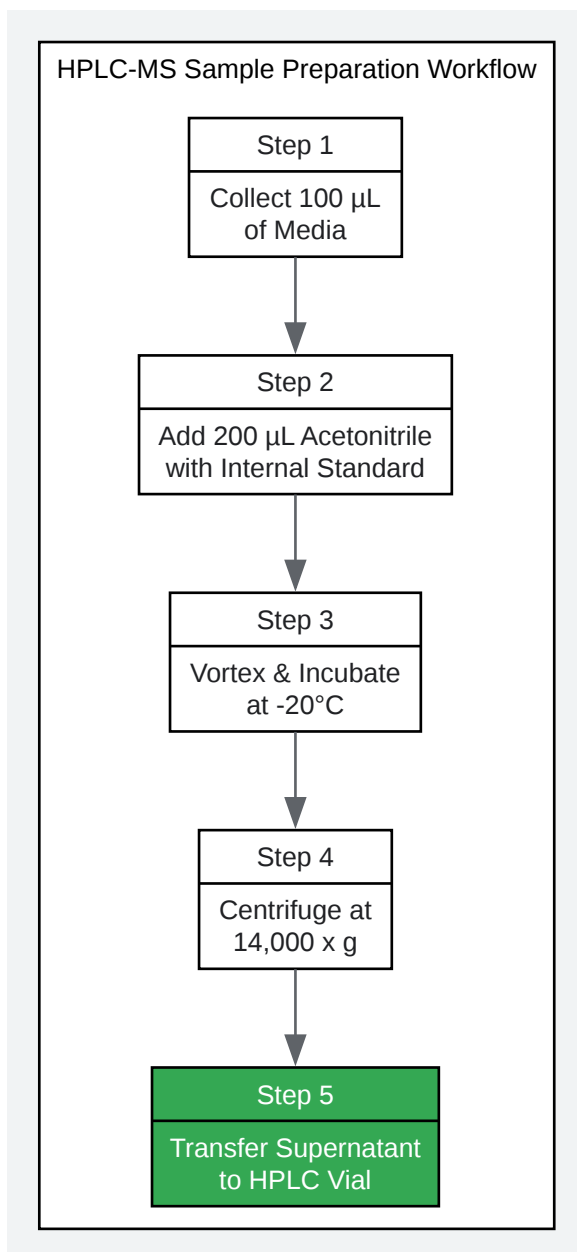 HPLC-MS Sample Preparation Workflow
Step 1
Collect 100 µL
of Media
Step 2
Add 200 µL Acetonitrile
with Internal Standard
Step 3
Vortex & Incubate
at -20°C
Step 4
Centrifuge at
14,000 x g
Step 5
Transfer Supernatant
to HPLC Vial